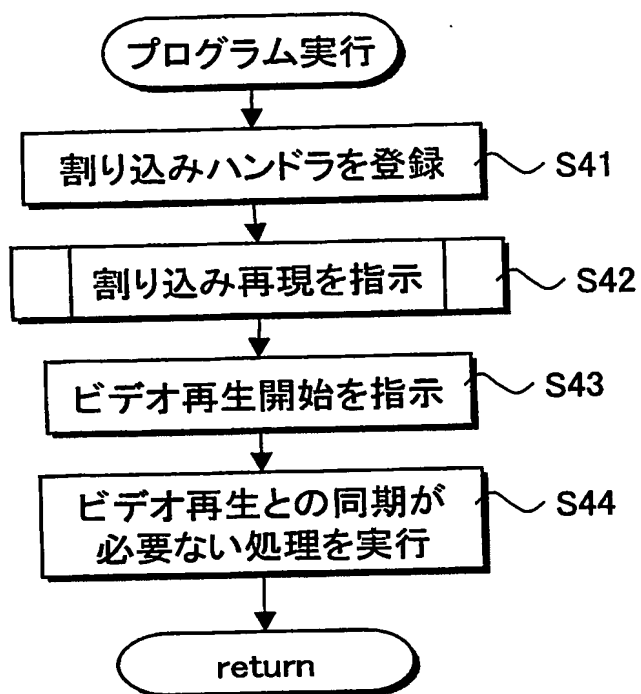 プログラム実行
割り込みハンドラを登録
S41
割り込み再現を指示
S42
ビデオ再生開始を指示
S43
ビデオ再生との同期が
必要ない処理を実行
S44
return